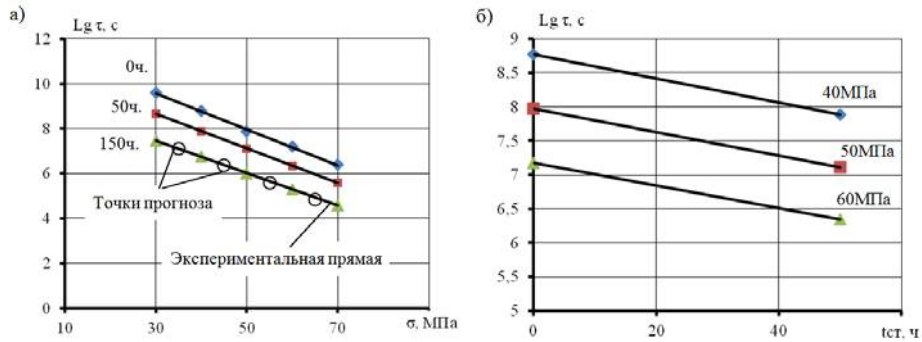 а)
Lg τ, с
12
10
8
6
4
2
0
0ч.
50ч.
150ч.
Точки прогноза
Экспериментальная прямая
10
30
50
70
90
σ, МПа
б)
Lg τ, с
9
8.5
8
7.5
7
6.5
6
5.5
5
40МПа
50МПа
60МПа
0
20
40
60
tст, ч